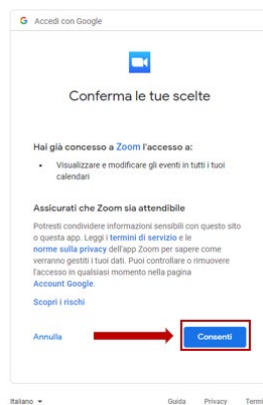 Accedi con Google
Conferma le tue scelte
Hai già concesso a Zoom l'accesso a:
• Visualizzare e modificare gli eventi in tutti i tuoi
calendari
Assicurati che Zoom sia attendibile
Potresti condividere informazioni sensibili con questo sito
o questa app. Leggi i termini di servizio e le
norme sulla privacy dell'app Zoom per sapere come
verranno gestiti i tuoi dati. Puoi controllare o rimuovere
l'accesso in qualsiasi momento nella pagina
Account Google.
Scopri i rischi
Annulla Consenti
Italiano Guida Privacy Termi